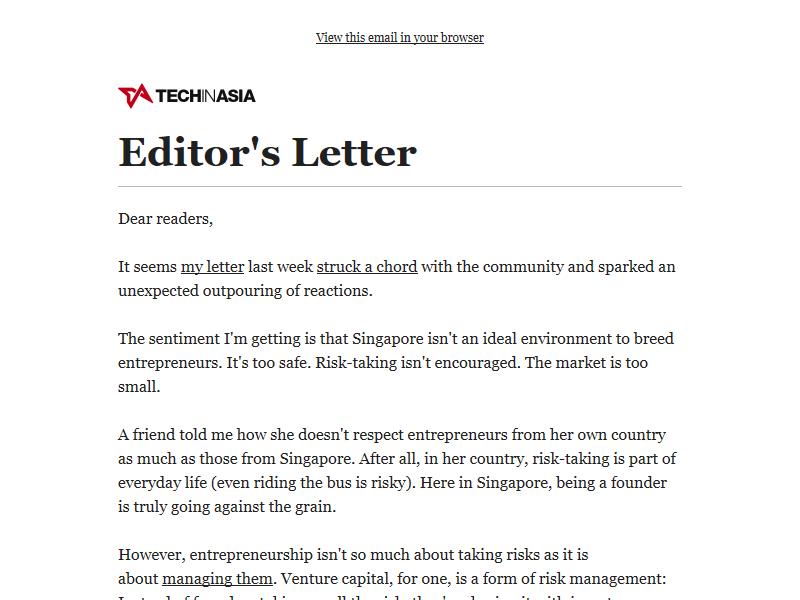 View this email in your browser
TECHINASIA
Editor's Letter
Dear readers,
It seems my letter last week struck a chord with the community and sparked an
unexpected outpouring of reactions.
The sentiment I'm getting is that Singapore isn't an ideal environment to breed
entrepreneurs. It's too safe. Risk-taking isn't encouraged. The market is too
small.
A friend told me how she doesn't respect entrepreneurs from her own country
as much as those from Singapore. After all, in her country, risk-taking is part of
everyday life (even riding the bus is risky). Here in Singapore, being a founder
is truly going against the grain.
However, entrepreneurship isn't so much about taking risks as it is
about managing them. Venture capital, for one, is a form of risk management: